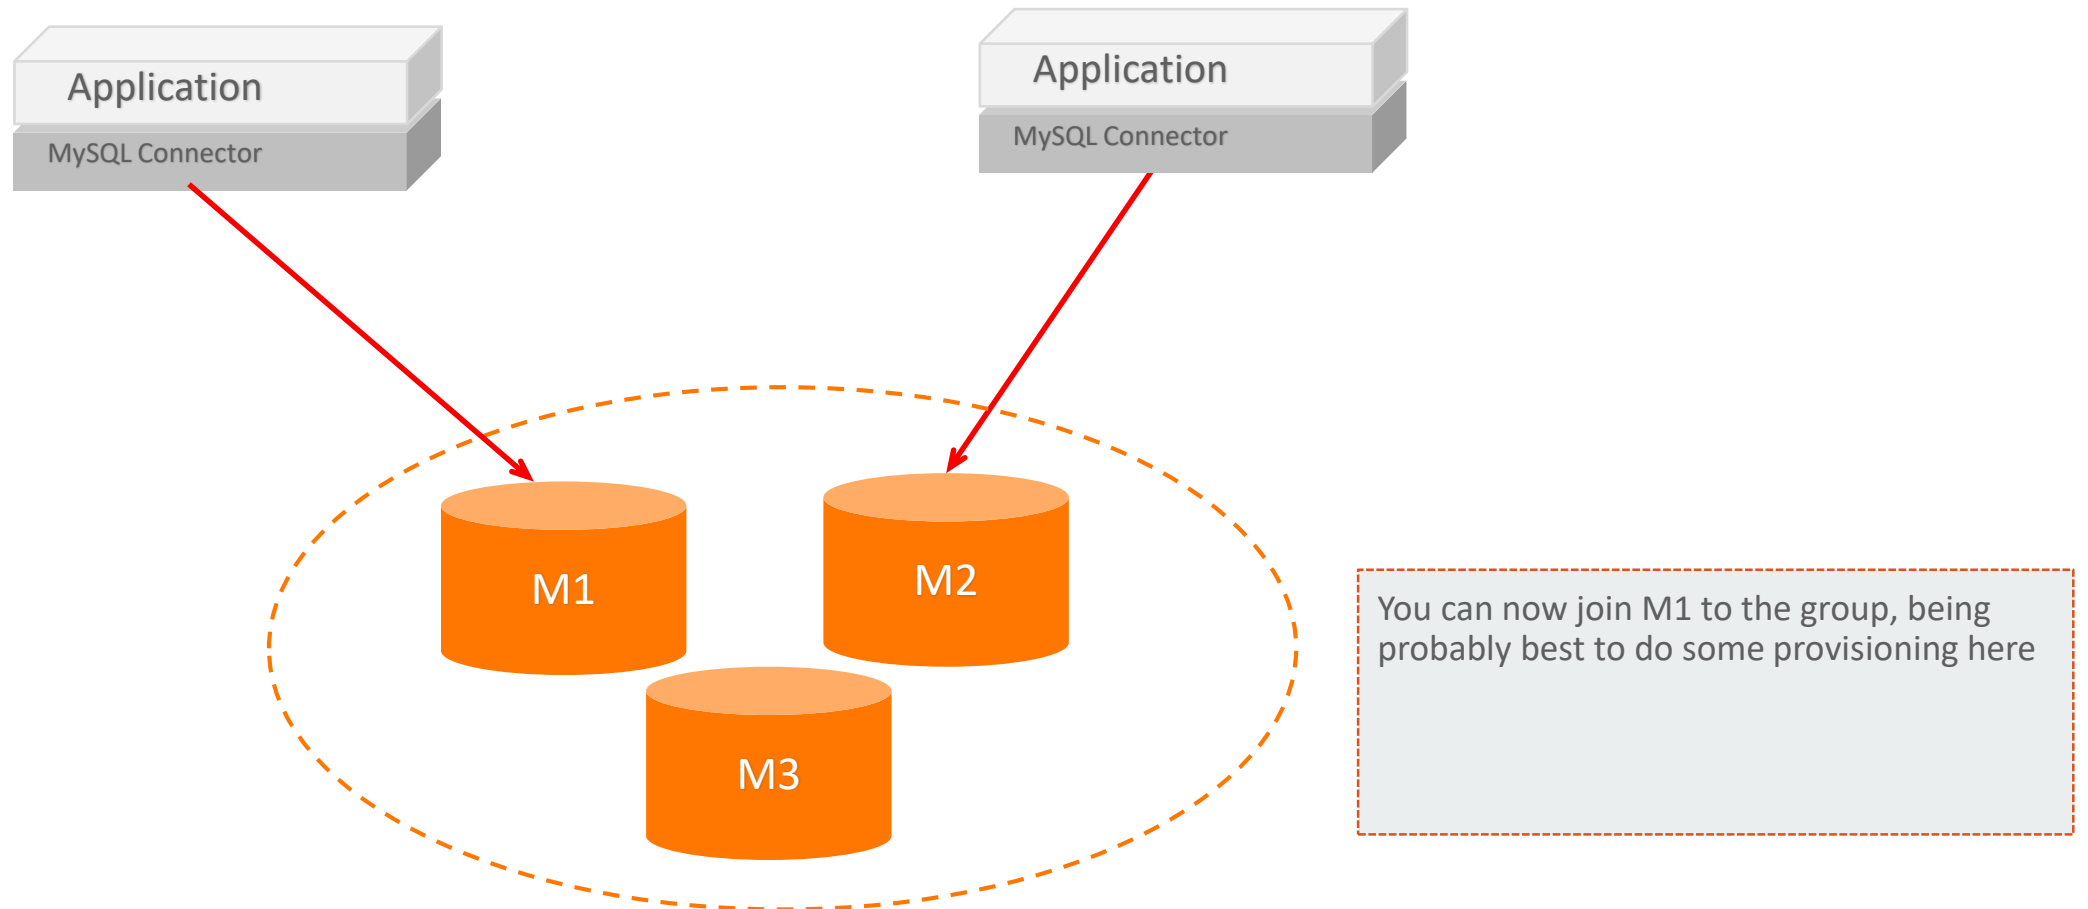 Application
MySQL Connector
Application
MySQL Connector
M1
M2
M3
You can now join M1 to the group, being
probably best to do some provisioning here